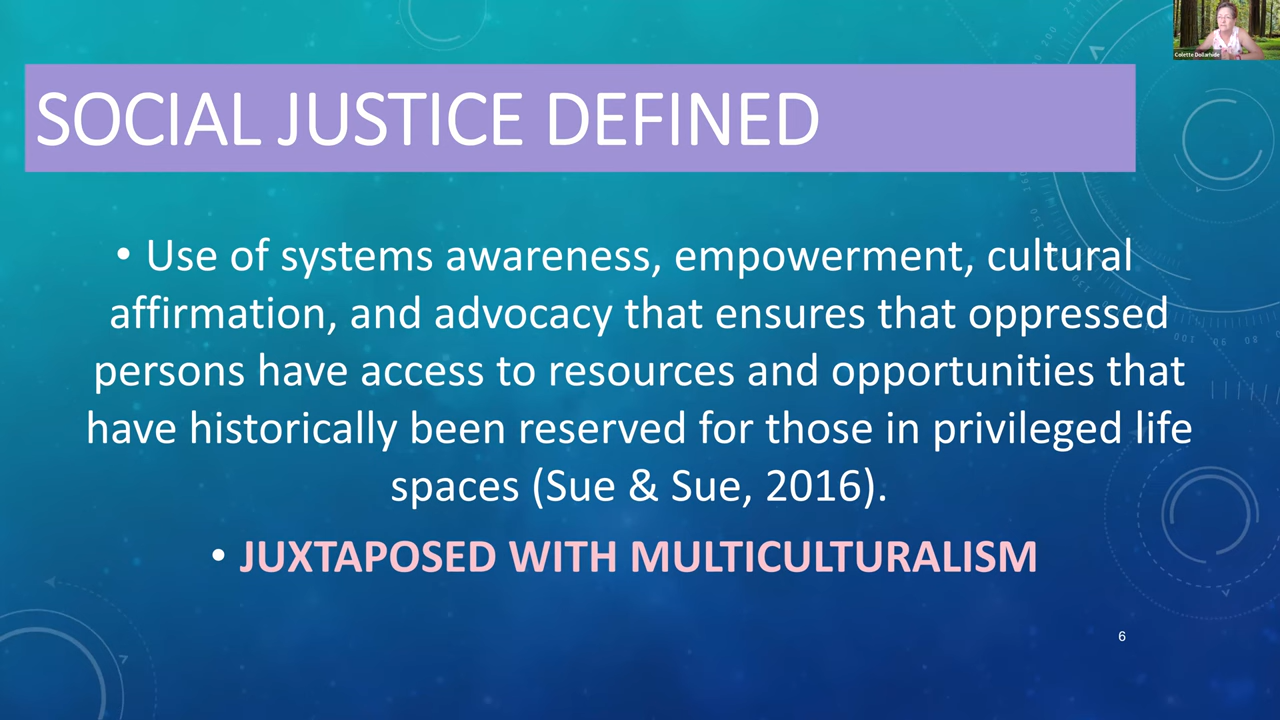 Colette Dollarhide
SOCIAL JUSTICE DEFINED
• Use of systems awareness, empowerment, cultural
affirmation, and advocacy that ensures that oppressed
persons have access to resources and opportunities that
have historically been reserved for those in privileged life
spaces (Sue & Sue, 2016).
• JUXTAPOSED WITH MULTICULTURALISM
6